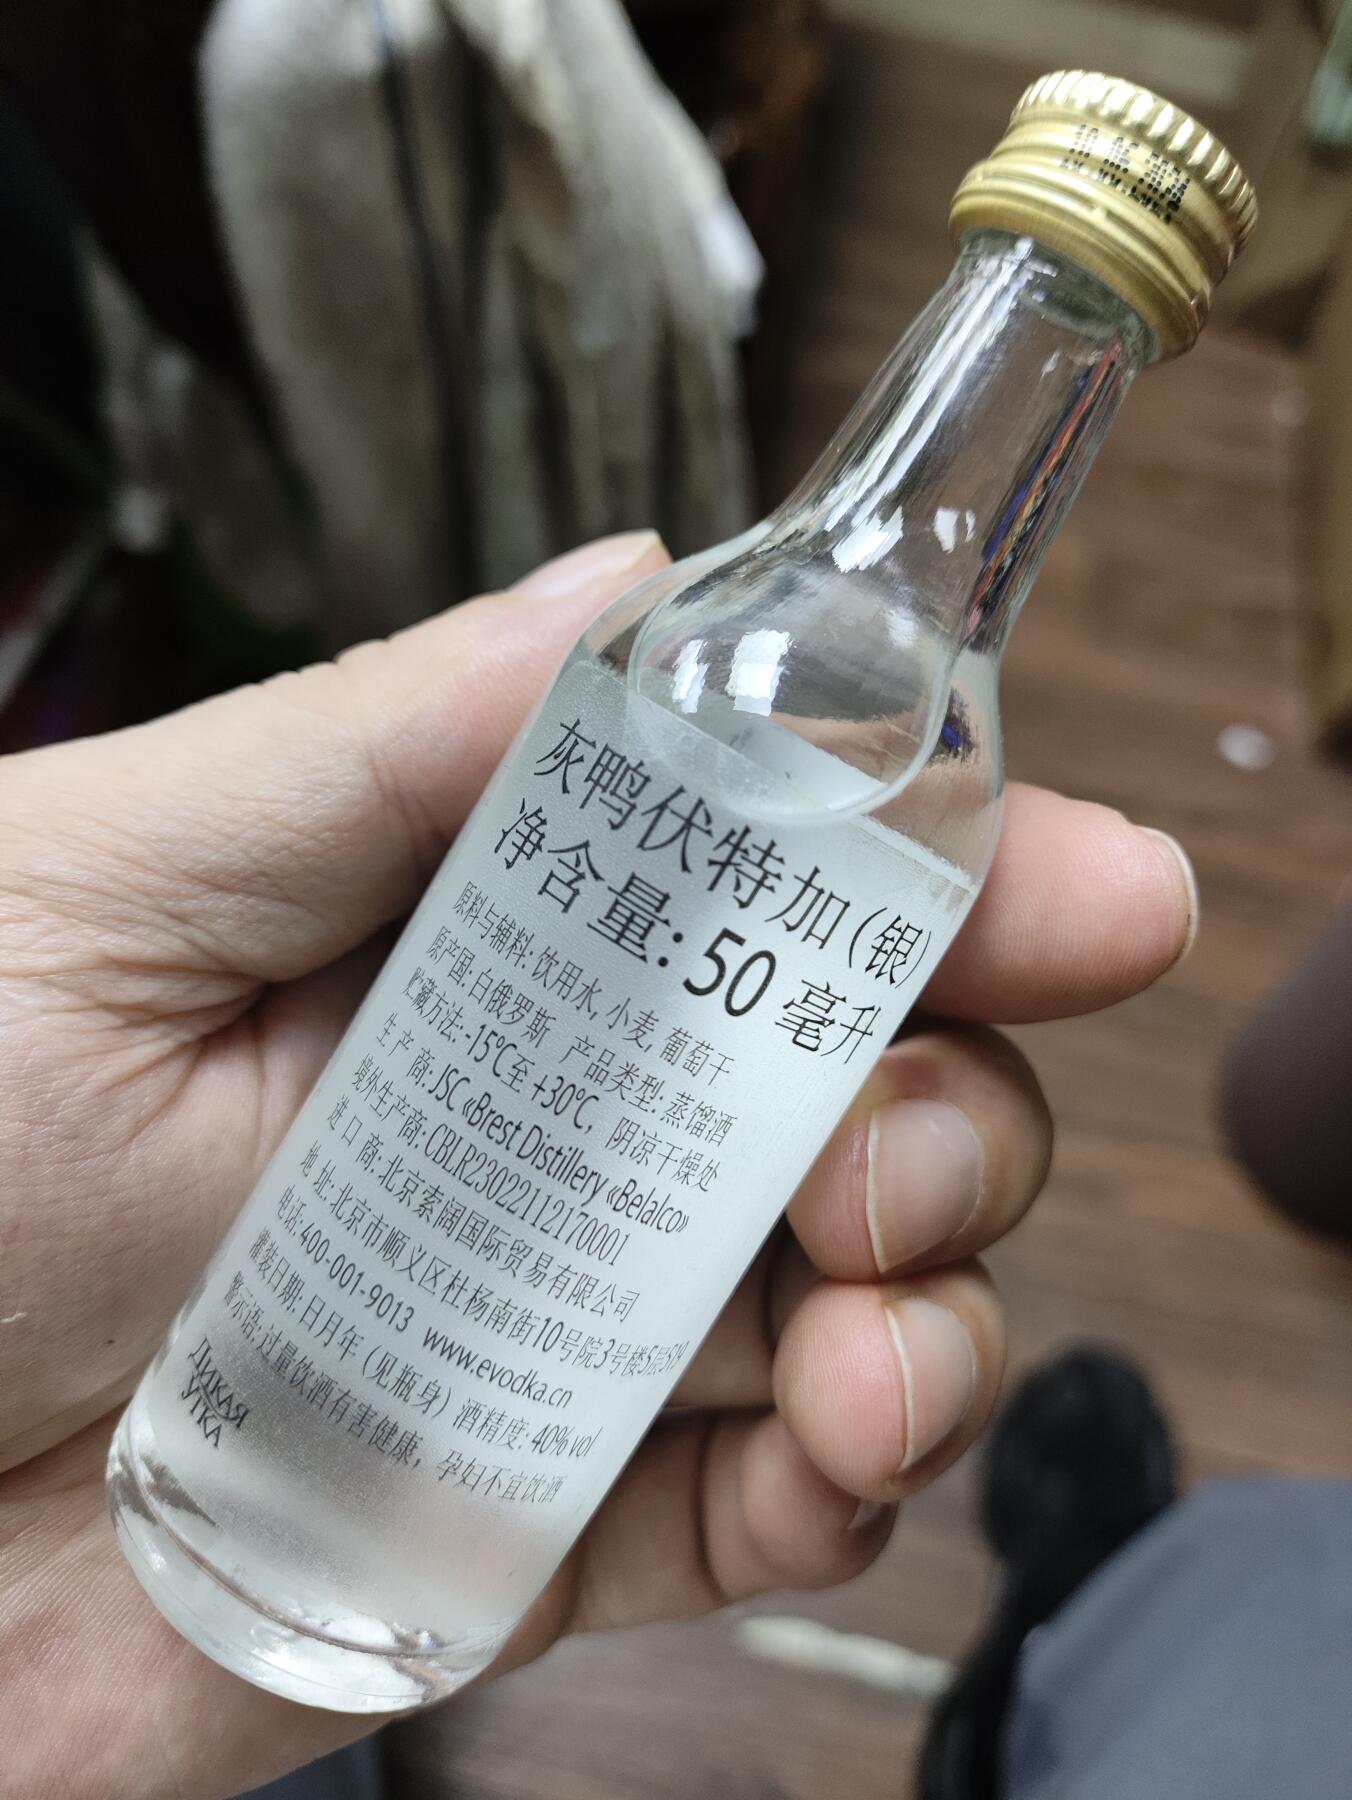 灰鸭伏特加（银）
净含量: 50 毫升
原料与辅料: 饮用水, 小麦, 葡萄干
原产国: 白俄罗斯 产品类型: 蒸馏酒
贮藏方法: -15℃至 +30℃, 阴凉干燥处
生产商: JSC «Brest Distillery «Belalco»
境外生产商: CBLR23022112170001
进口商: 北京索阔国际贸易有限公司
地址: 北京市顺义区杜杨南街10号院3号楼5层519
电话: 400-001-9013 www.evodka.cn
灌装日期: 日月年（见瓶身）酒精度: 40% vol
警示语: 过量饮酒有害健康, 孕妇不宜饮酒
ДИКАЯ
УТКА